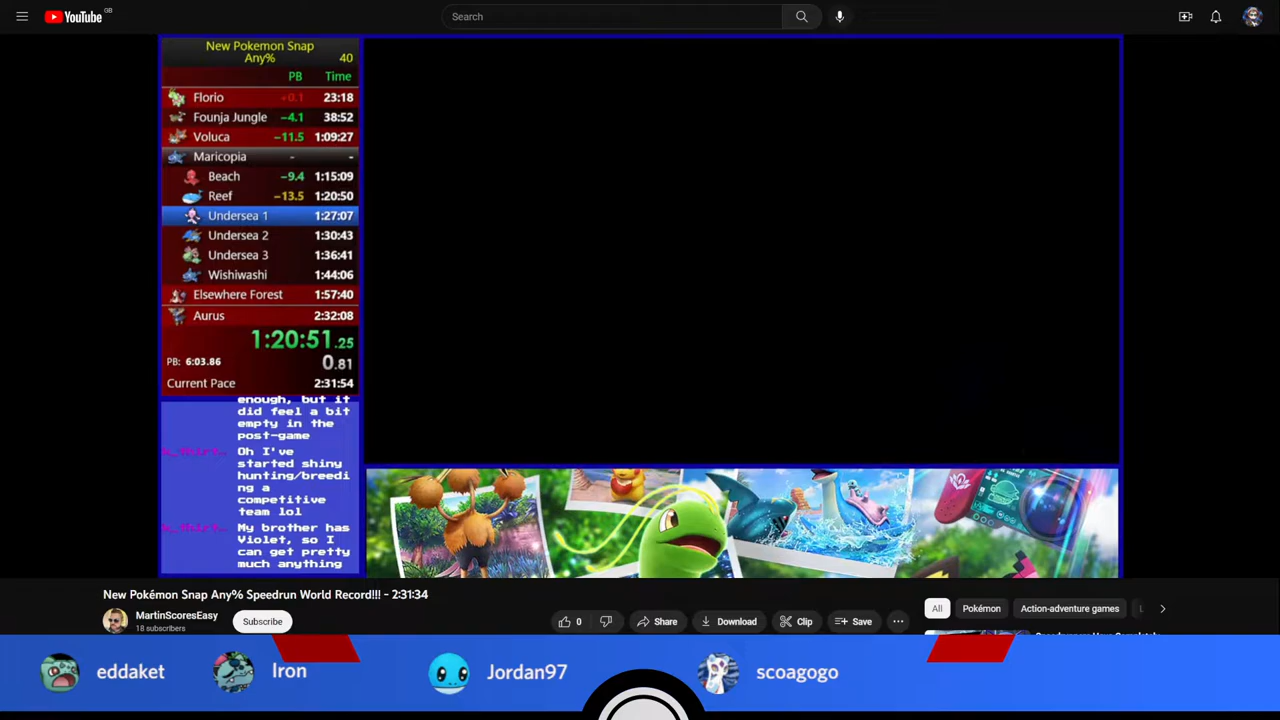 YouTube GB
Search
New Pokemon Snap
Any% 40
PB Time
Florio +0.1 23:18
Founja Jungle −4.1 38:52
Voluca −11.5 1:09:27
Maricopia - -
Beach −9.4 1:15:09
Reef −13.5 1:20:50
Undersea 1 1:27:07
Undersea 2 1:30:43
Undersea 3 1:36:41
Wishiwashi 1:44:06
Elsewhere Forest 1:57:40
Aurus 2:32:08
1:20:51.25
PB: 6:03.86 0.81
Current Pace 2:31:54
enough, but it
did feel a bit
empty in the
post-game
Oh I've
started shiny
hunting/breedi
ng a
competitive
team lol
My brother has
Violet, so I
can get pretty
much anything
New Pokémon Snap Any% Speedrun World Record!!! - 2:31:34
MartinScoresEasy
18 subscribers
Subscribe
0
Share
Download
Clip
Save
All
Pokémon
Action-adventure games
eddaket
Iron
Jordan97
scoagogo